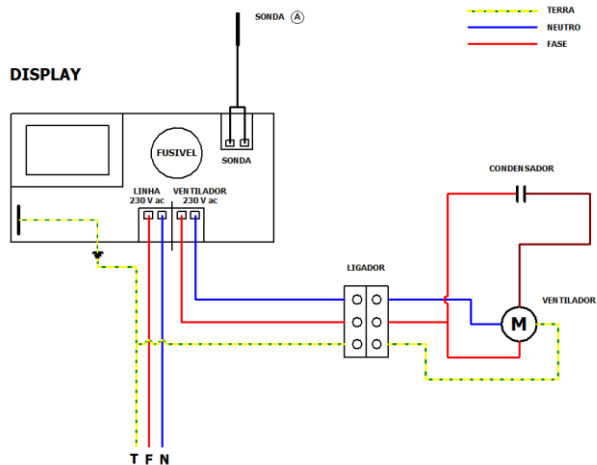 SONDA A
TERRA
NEUTRO
FASE
DISPLAY
FUSIVEL
SONDA
LINHA
230 V ac
VENTILADOR
230 V ac
CONDENSADOR
LIGADOR
VENTILADOR
M
T F N